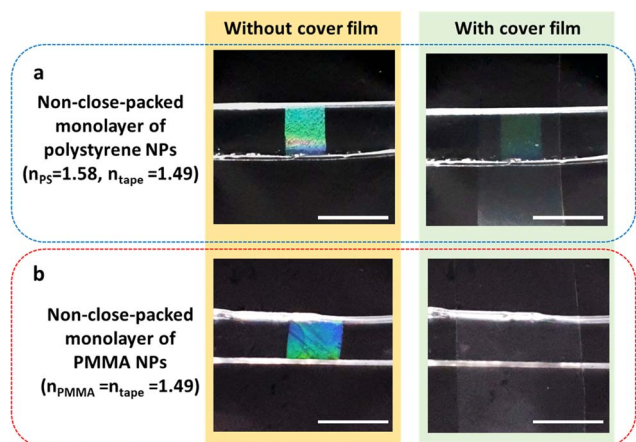 Without cover film
With cover film
a
Non-close-packed
monolayer of
polystyrene NPs
(nPS=1.58, ntape =1.49)
b
Non-close-packed
monolayer of
PMMA NPs
(nPMMA =ntape =1.49)